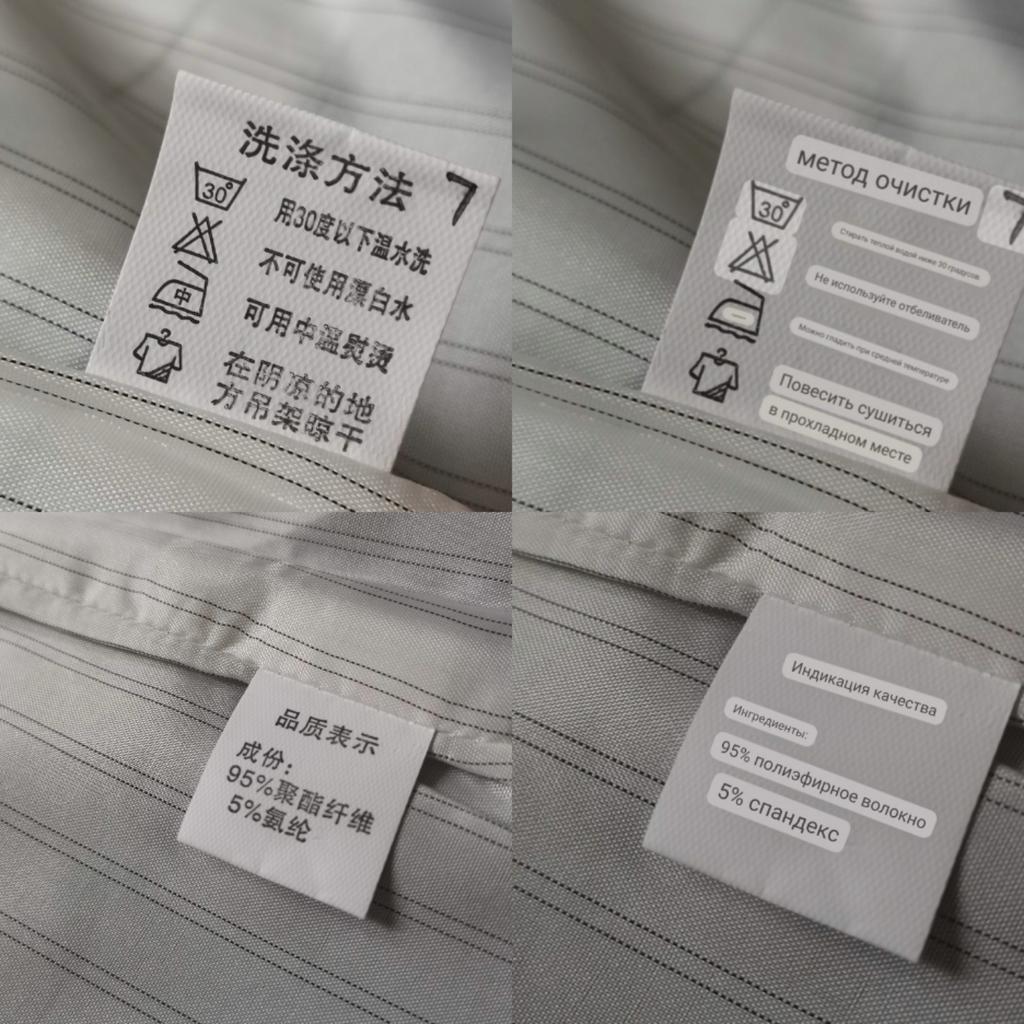 洗涤方法
7
30°
用30度以下温水洗
不可使用漂白水
中
可用中温熨烫
在阴凉的地
方吊架晾干
метод очистки
7
30°
Стирать теплой водой ниже 30 градусов.
Не используйте отбеливатель
Можно гладить при средней температуре
Повесить сушиться
в прохладном месте
品质表示
成份：
95%聚酯纤维
5%氨纶
Индикация качества
Ингредиенты:
95% полиэфирное волокно
5% спандекс